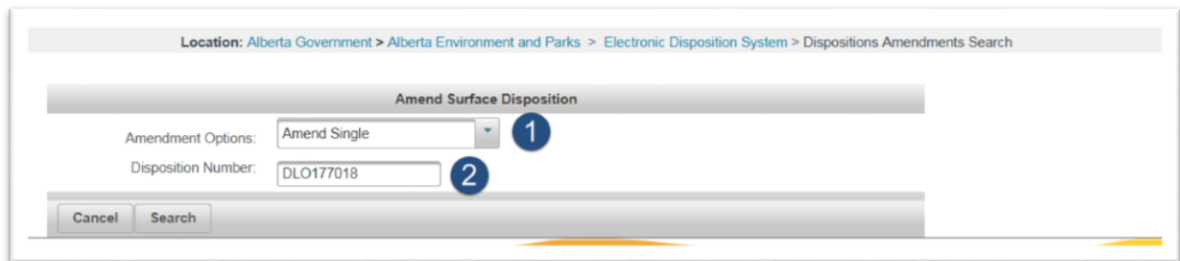 Location: Alberta Government > Alberta Environment and Parks > Electronic Disposition System > Dispositions Amendments Search
Amend Surface Disposition
Amendment Options: Amend Single 1
Disposition Number: DLO177018 2
Cancel Search